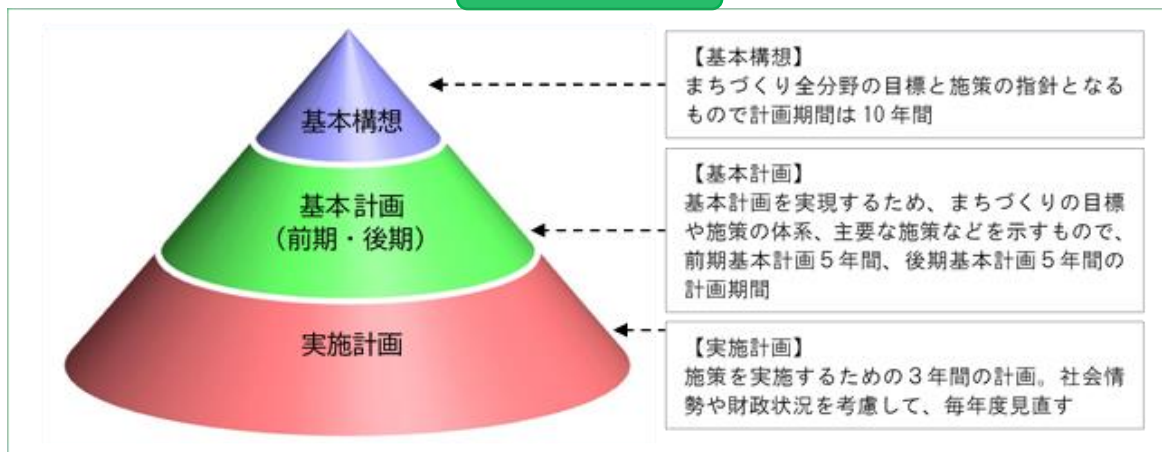 基本構想
基本計画
（前期・後期）
実施計画
【基本構想】
まちづくり全分野の目標と施策の指針となる
もので計画期間は 10 年間
【基本計画】
基本計画を実現するため、まちづくりの目標
や施策の体系、主要な施策などを示すもので、
前期基本計画５年間、後期基本計画５年間の
計画期間
【実施計画】
施策を実施するための３年間の計画。社会情
勢や財政状況を考慮して、毎年度見直す